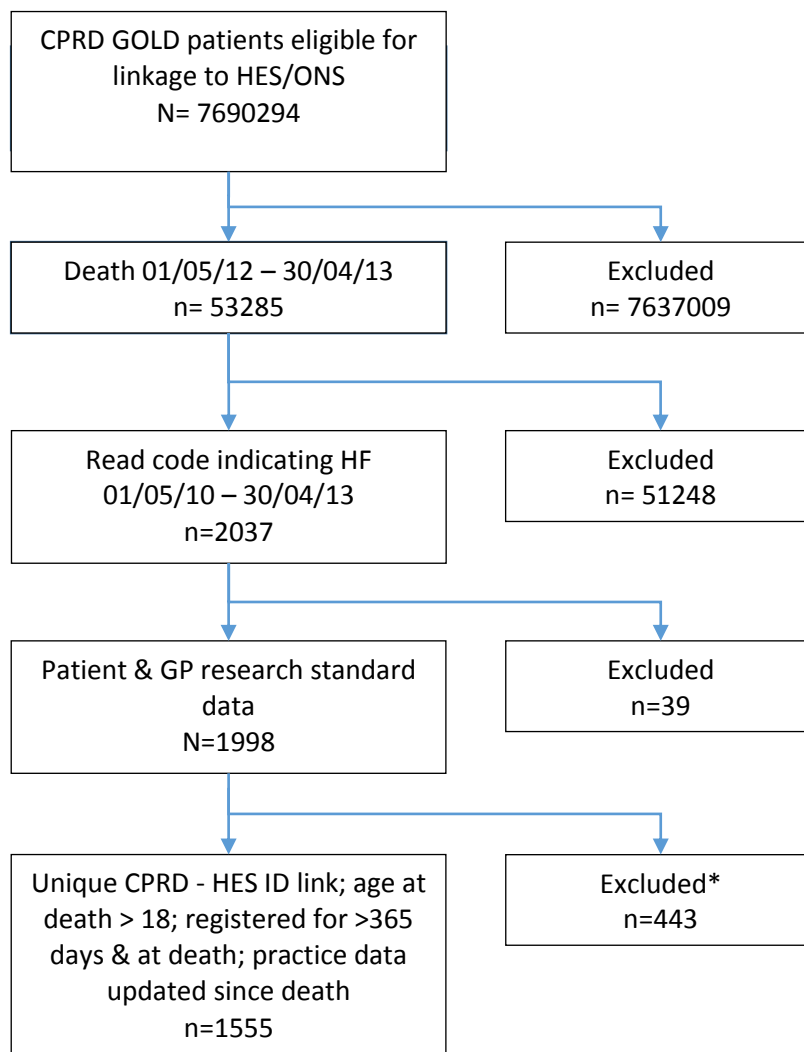 CPRD GOLD patients eligible for
linkage to HES/ONS
N= 7690294
Death 01/05/12 – 30/04/13
n= 53285
Excluded
n= 7637009
Read code indicating HF
01/05/10 – 30/04/13
n=2037
Excluded
n= 51248
Patient & GP research standard
data
N=1998
Excluded
n=39
Unique CPRD - HES ID link; age at
death > 18; registered for >365
days & at death; practice data
updated since death
n=1555
Excluded*
n=443